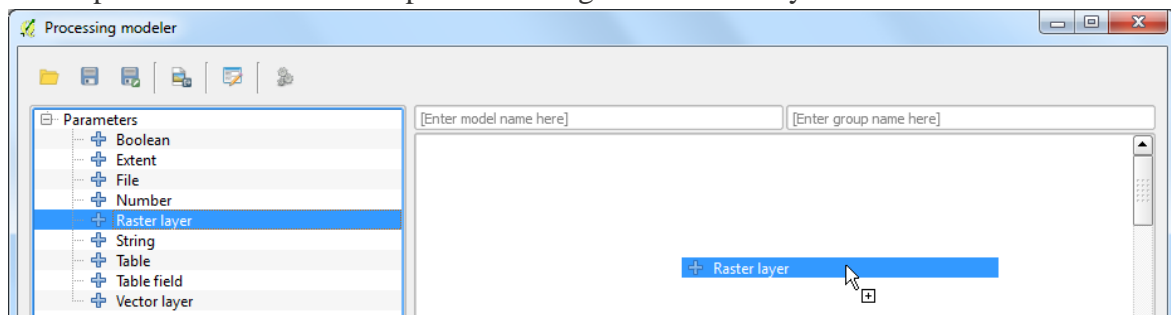 Processing modeler
Parameters
Boolean
Extent
File
Number
Raster layer
String
Table
Table field
Vector layer
[Enter model name here] [Enter group name here]
Raster layer